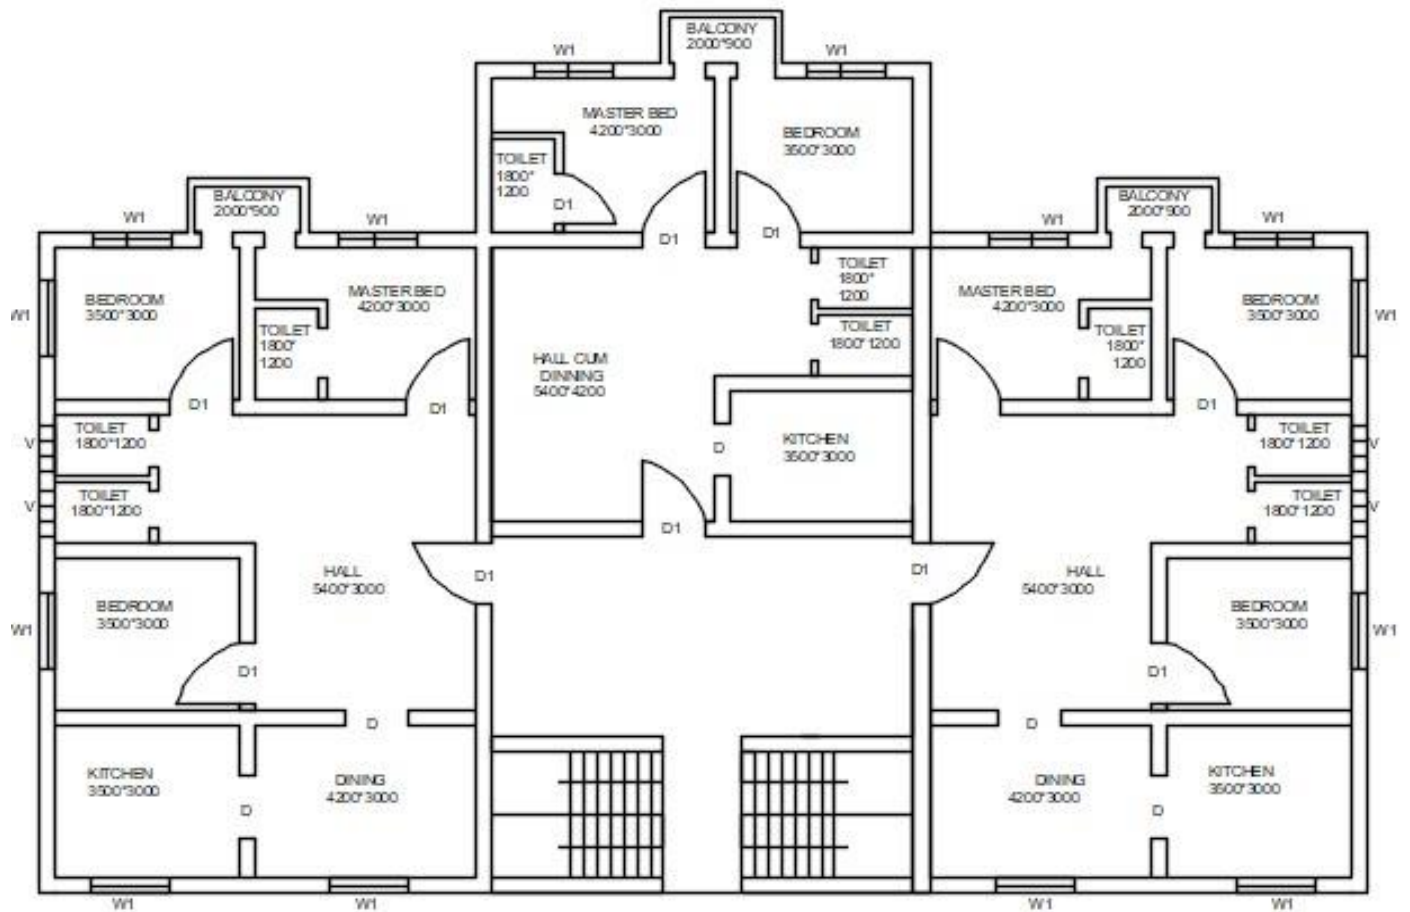 BALCONY
2000*900
W1
W1
MASTER BED
4200*3000
BEDROOM
3500*3000
TOILET
1800*
1200
D1
BALCONY
2000*900
BALCONY
2000*900
W1
W1
W1
W1
D1
D1
TOILET
1800*
1200
BEDROOM
3500*3000
MASTER BED
4200*3000
MASTER BED
4200*3000
BEDROOM
3500*3000
W1
W1
TOILET
1800*
1200
TOILET
1800*1200
TOILET
1800*
1200
HALL CUM
DINNING
5400*4200
D1
D1
D1
TOILET
1800*1200
V
KITCHEN
3500*3000
D
TOILET
1800*1200
V
TOILET
1800*1200
V
TOILET
1800*1200
V
D1
HALL
5400*3000
D1
D1
HALL
5400*3000
BEDROOM
3500*3000
W1
BEDROOM
3500*3000
W1
D1
D1
D
D
KITCHEN
3500*3000
DINING
4200*3000
DINING
4200*3000
KITCHEN
3500*3000
D
D
W1
W1
W1
W1